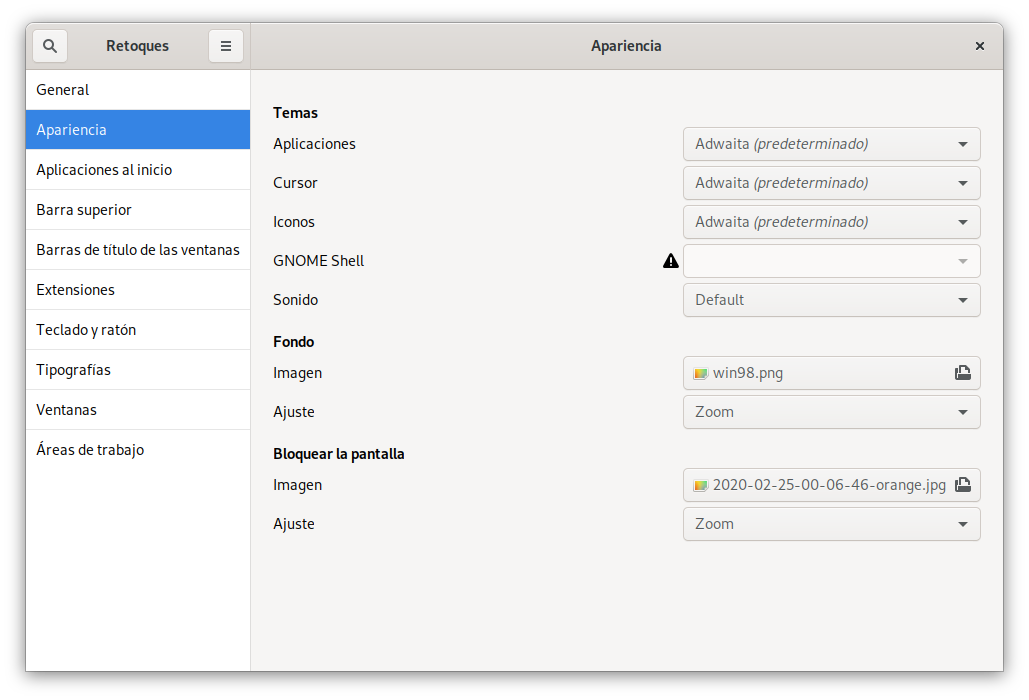 Retoques
Apariencia
General
Apariencia
Aplicaciones al inicio
Barra superior
Barras de título de las ventanas
Extensiones
Teclado y ratón
Tipografías
Ventanas
Áreas de trabajo
Temas
Aplicaciones Adwaita (predeterminado)
Cursor Adwaita (predeterminado)
Iconos Adwaita (predeterminado)
GNOME Shell
Sonido Default
Fondo
Imagen win98.png
Ajuste Zoom
Bloquear la pantalla
Imagen 2020-02-25-00-06-46-orange.jpg
Ajuste Zoom